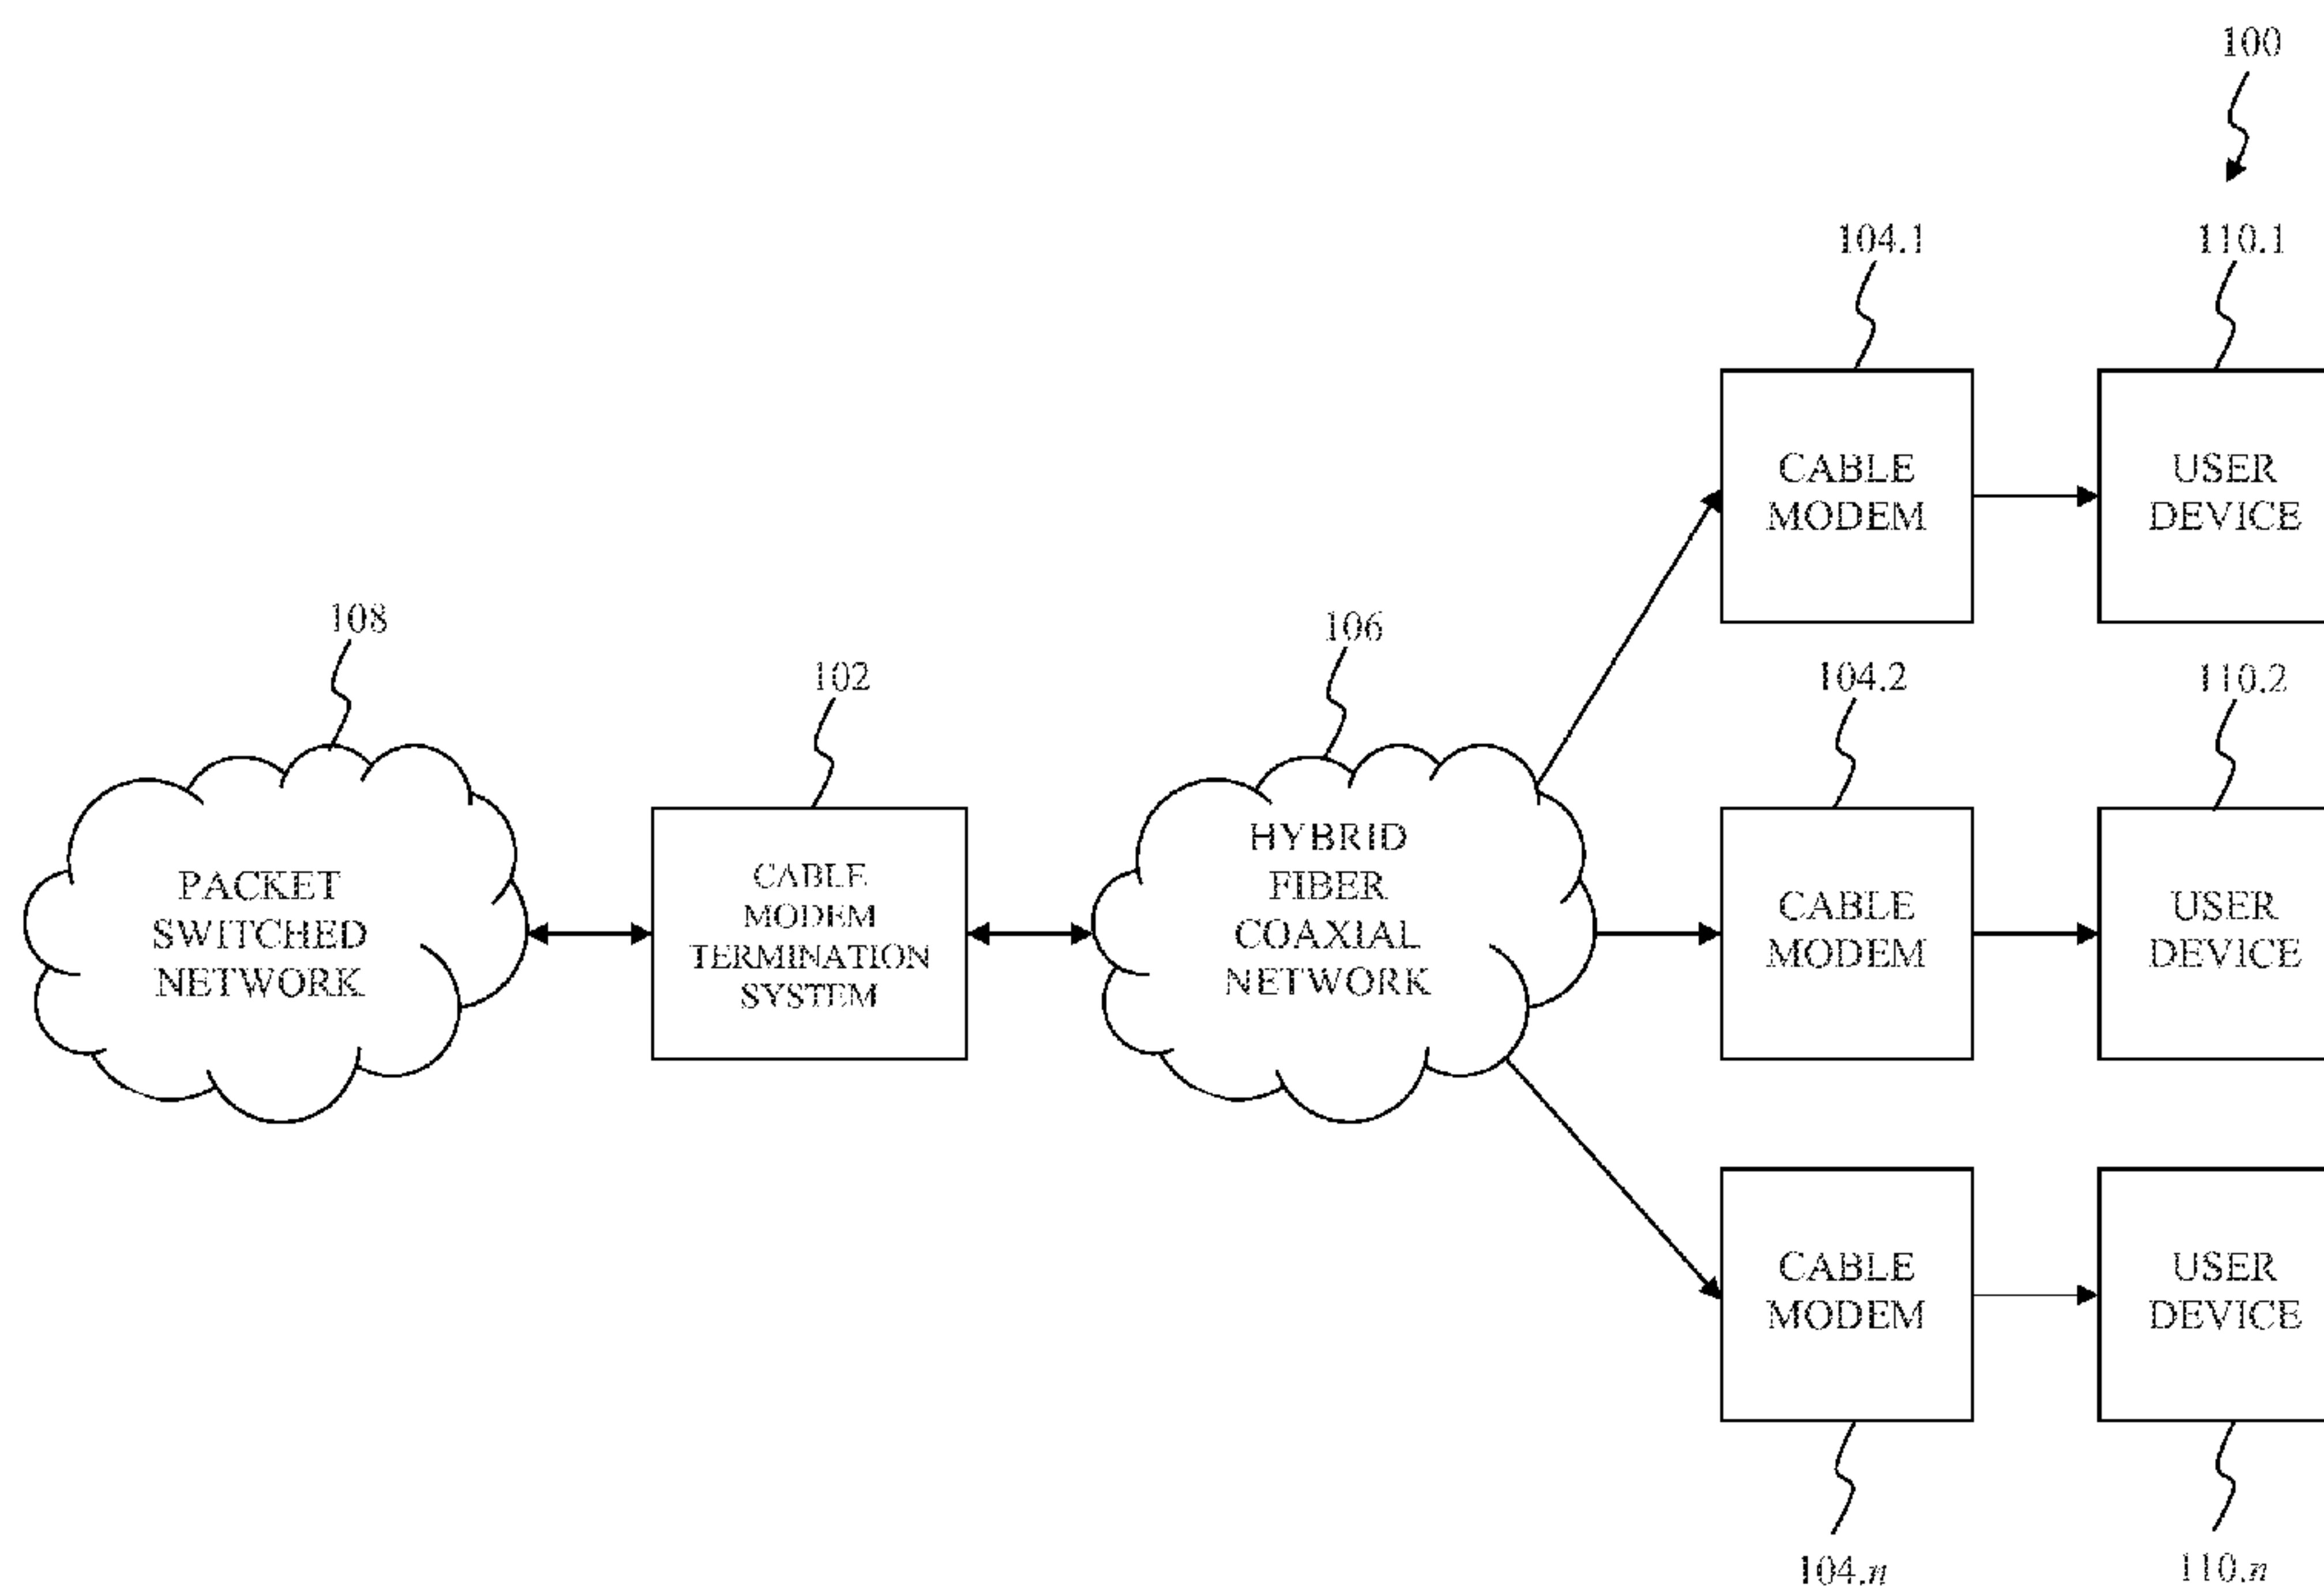 100
104.1
110.1
CABLE
MODEM
USER
DEVICE
108
106
102
104.2
110.2
PACKET
SWITCHED
NETWORK
CABLE
MODEM
TERMINATION
SYSTEM
HYBRID
FIBER
COAXIAL
NETWORK
CABLE
MODEM
USER
DEVICE
CABLE
MODEM
USER
DEVICE
104.n
110.n